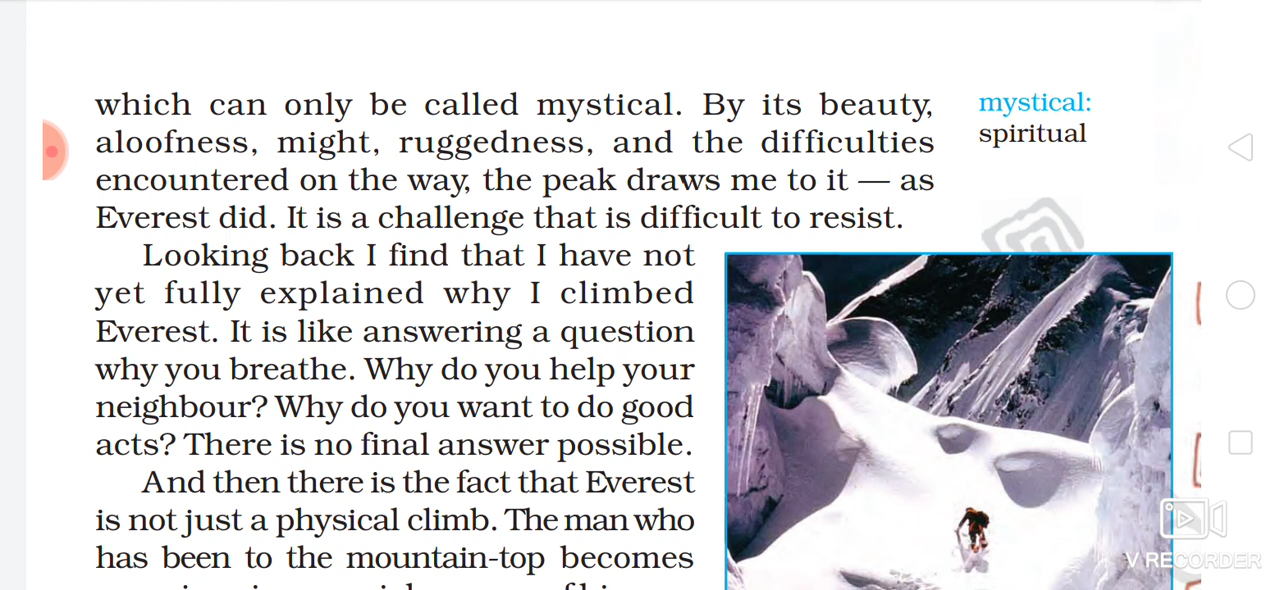 which can only be called mystical. By its beauty,
aloofness, might, ruggedness, and the difficulties
encountered on the way, the peak draws me to it — as
Everest did. It is a challenge that is difficult to resist.
mystical:
spiritual
Looking back I find that I have not
yet fully explained why I climbed
Everest. It is like answering a question
why you breathe. Why do you help your
neighbour? Why do you want to do good
acts? There is no final answer possible.
And then there is the fact that Everest
is not just a physical climb. The man who
has been to the mountain-top becomes
V RECORDER